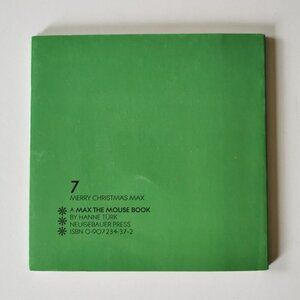 7
MERRY CHRISTMAS MAX
A MAX THE MOUSE BOOK
BY HANNE TÜRK
NEUGEBAUER PRESS
ISBN 0-907234-37-2